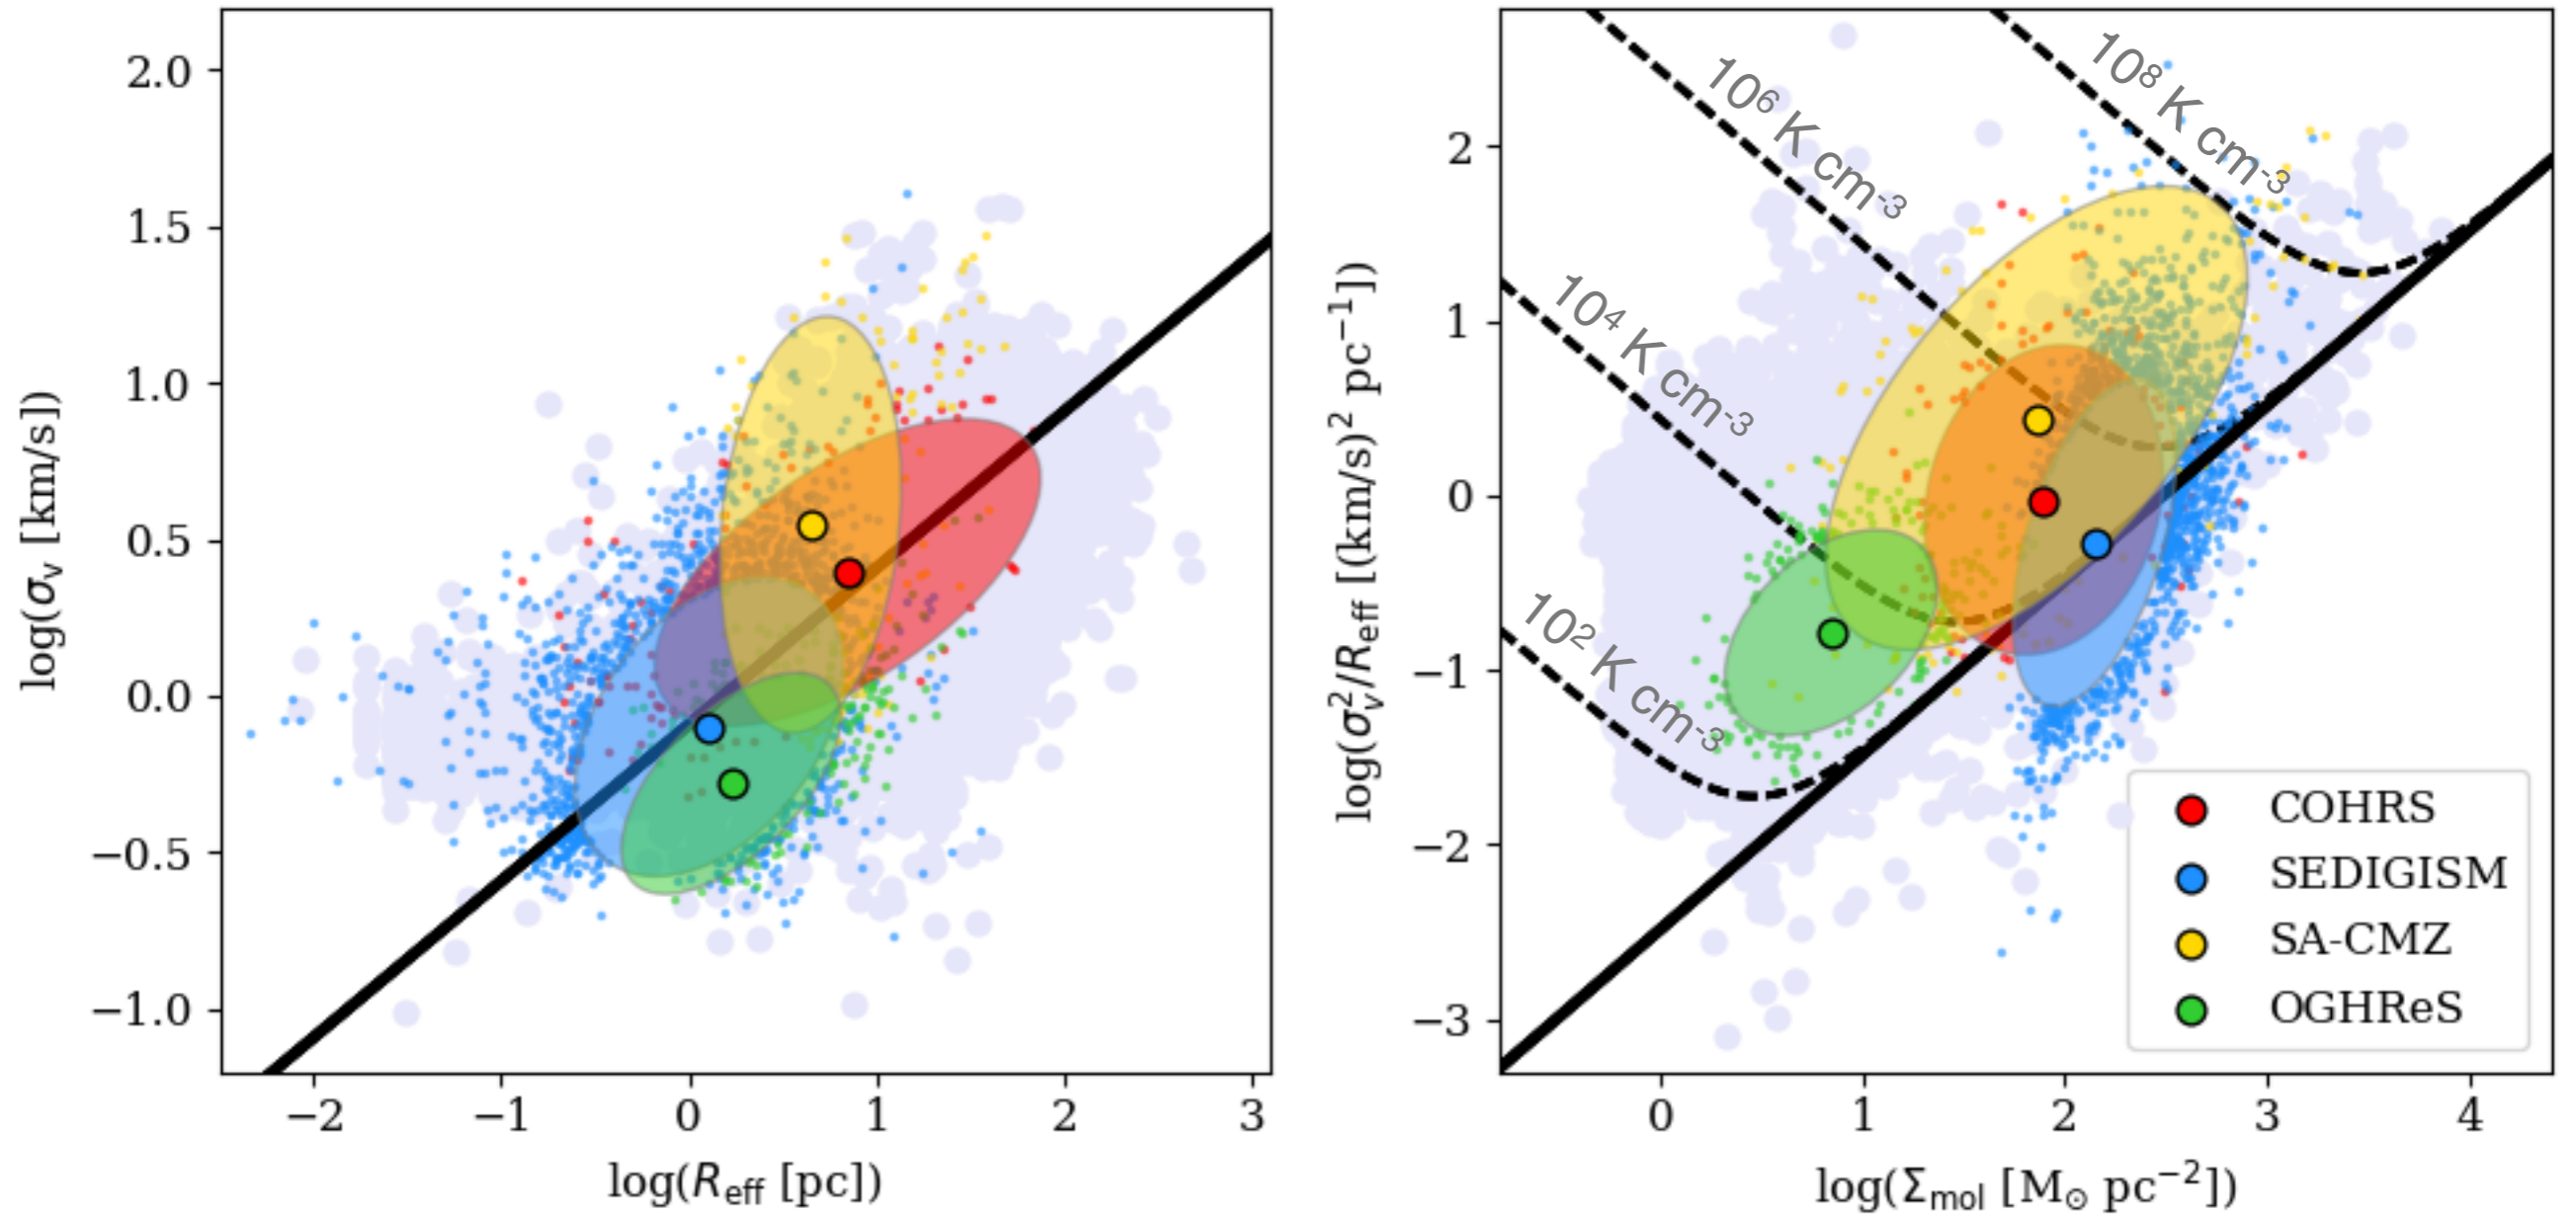 log(σv [km/s])
2.0
1.5
1.0
0.5
0.0
−0.5
−1.0
−2
−1
0
1
2
3
log(Reff [pc])
log(σv²/Reff [(km/s)² pc⁻¹])
2
1
0
−1
−2
−3
10⁸ K cm⁻³
10⁶ K cm⁻³
10⁴ K cm⁻³
10² K cm⁻³
COHRS
SEDIGISM
SA-CMZ
OGHReS
0
1
2
3
4
log(Σmol [M⊙ pc⁻²])